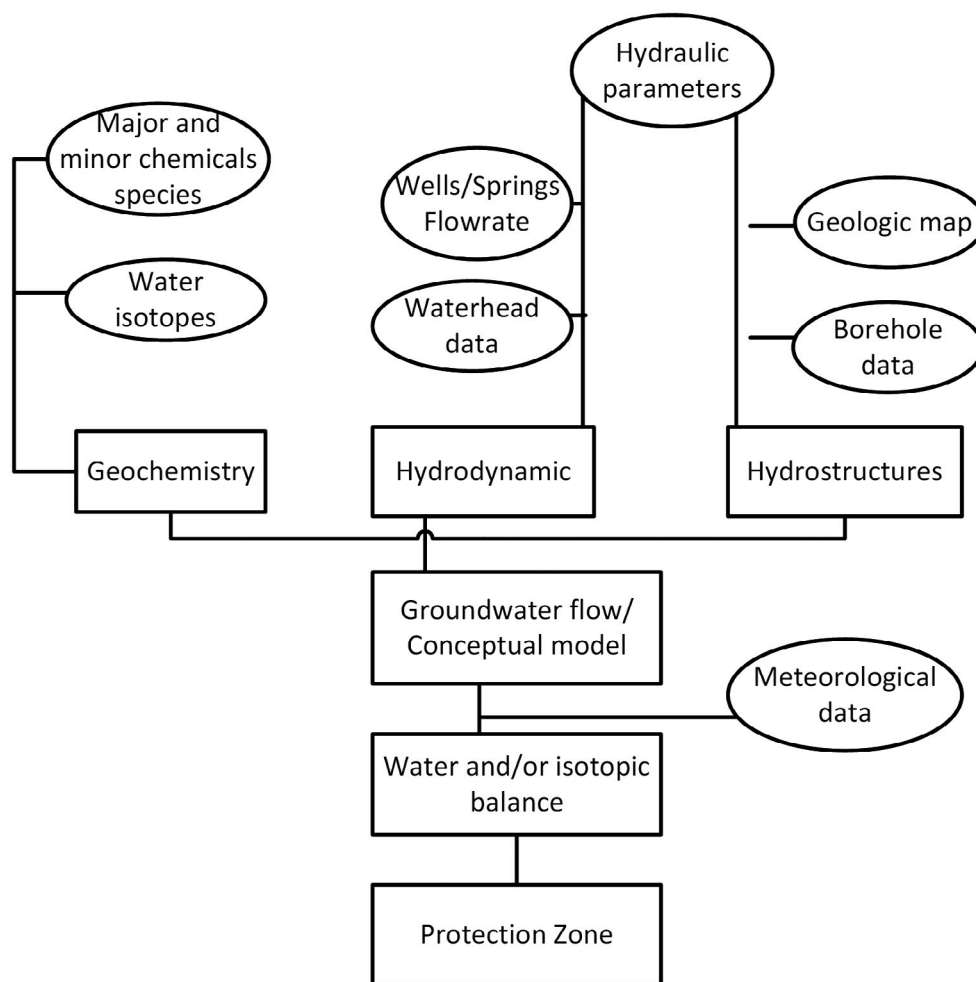 Hydraulic
parameters
Major and
minor chemicals
species
Wells/Springs
Flowrate
Geologic map
Water
isotopes
Waterhead
data
Borehole
data
Geochemistry
Hydrodynamic
Hydrostructures
Groundwater flow/
Conceptual model
Meteorological
data
Water and/or isotopic
balance
Protection Zone